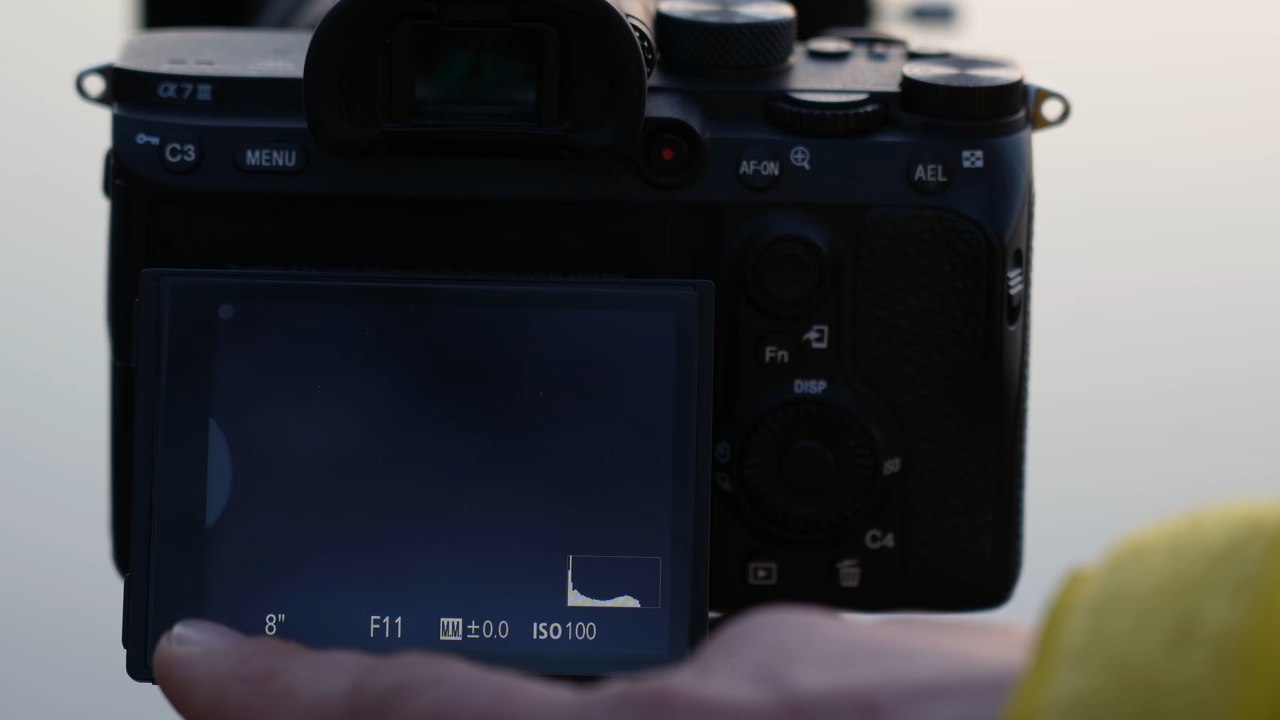 α7 III
C3 MENU AF-ON AEL
Fn
DISP
ISO
C4
8" F11 M.M. ±0.0 ISO 100